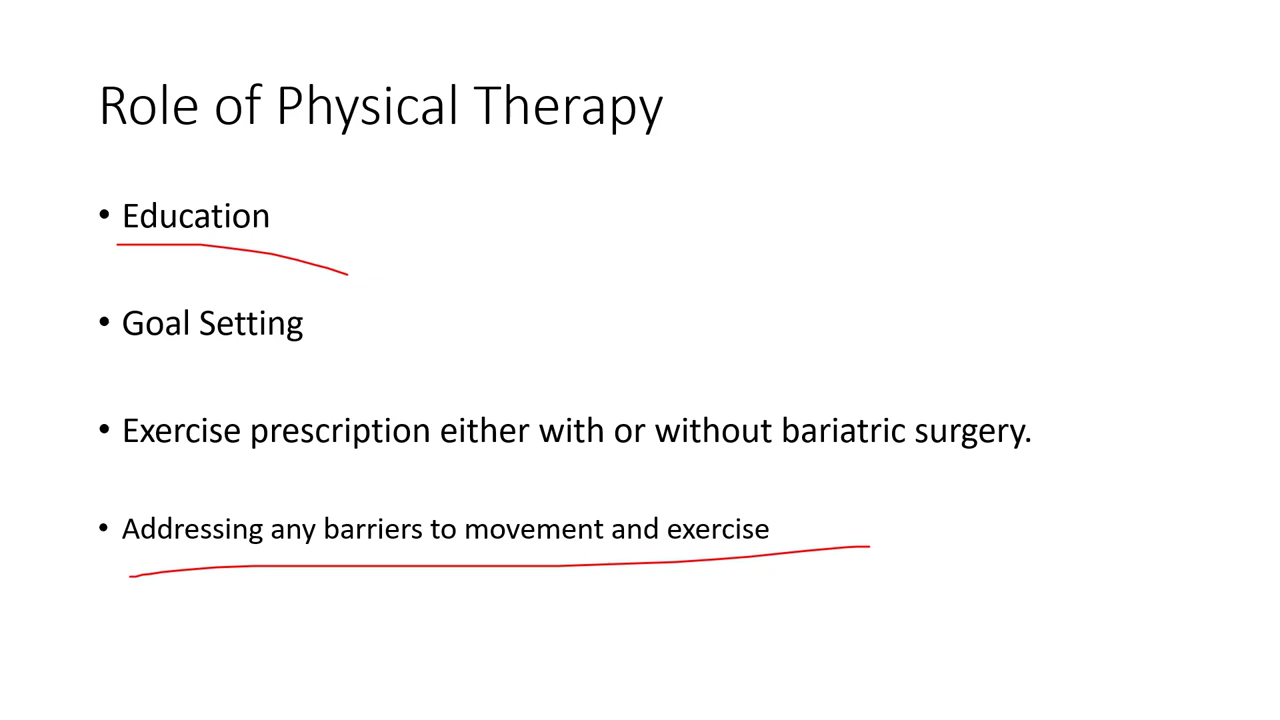 Role of Physical Therapy
• Education
• Goal Setting
• Exercise prescription either with or without bariatric surgery.
• Addressing any barriers to movement and exercise